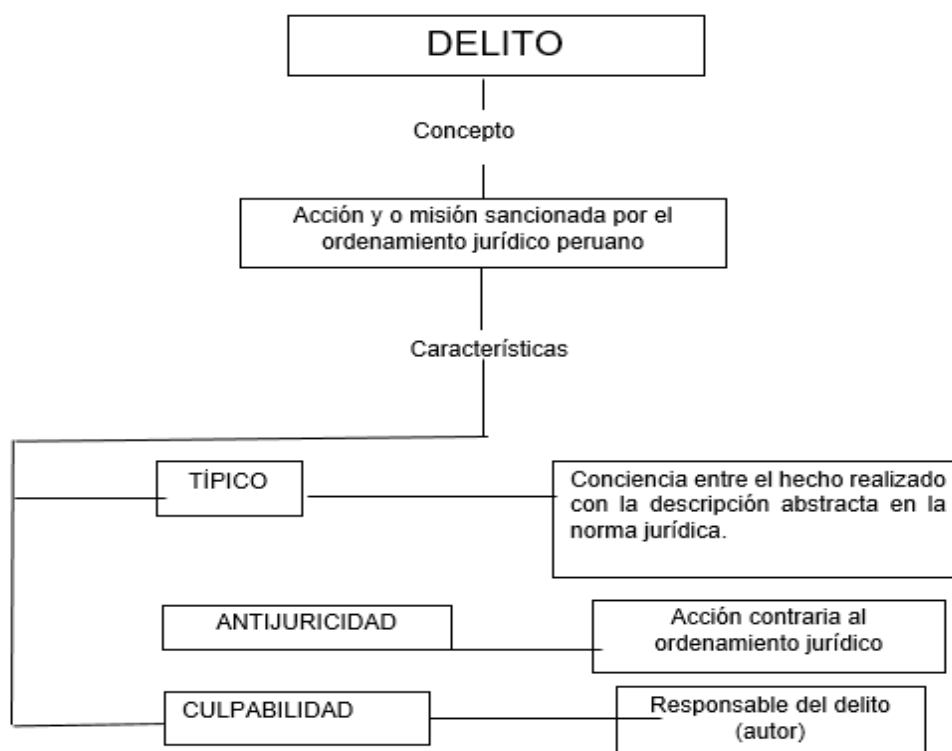 DELITO
Concepto
Acción y o misión sancionada por el
ordenamiento jurídico peruano
Características
TÍPICO
Conciencia entre el hecho realizado
con la descripción abstracta en la
norma jurídica.
ANTIJURICIDAD
Acción contraria al
ordenamiento jurídico
CULPABILIDAD
Responsable del delito
(autor)